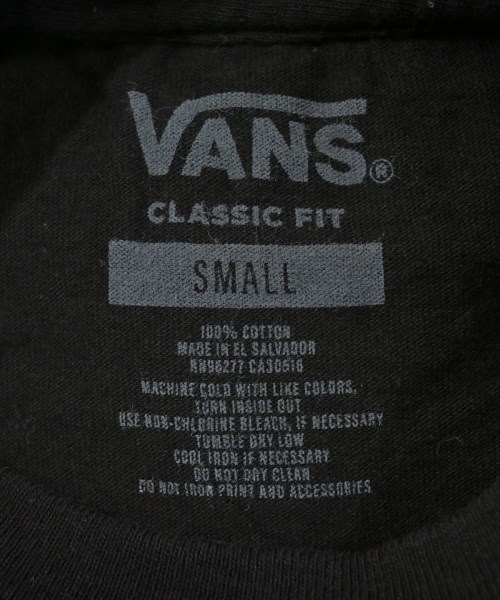 VANS®
CLASSIC FIT
SMALL
100% COTTON
MADE IN EL SALVADOR
RN96277 CA30516
MACHINE COLD WITH LIKE COLORS,
TURN INSIDE OUT
USE NON-CHLORINE BLEACH, IF NECESSARY
TUMBLE DRY LOW
COOL IRON IF NECESSARY
DO NOT DRY CLEAN
DO NOT IRON PRINT AND ACCESSORIES